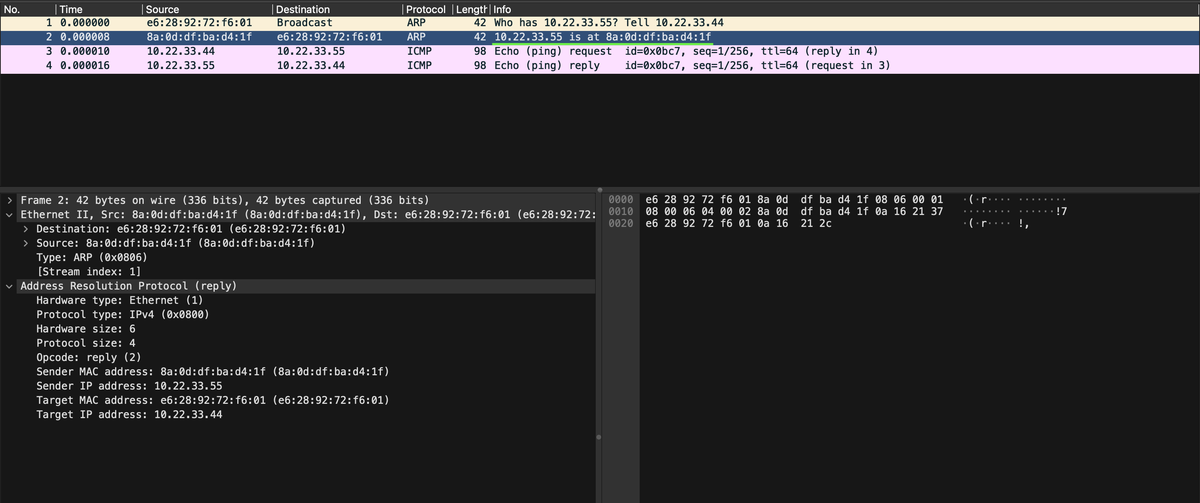 No. Time Source Destination Protocol Length Info
1 0.000000 e6:28:92:72:f6:01 Broadcast ARP 42 Who has 10.22.33.55? Tell 10.22.33.44
2 0.000008 8a:0d:df:ba:d4:1f e6:28:92:72:f6:01 ARP 42 10.22.33.55 is at 8a:0d:df:ba:d4:1f
3 0.000010 10.22.33.44 10.22.33.55 ICMP 98 Echo (ping) request id=0x0bc7, seq=1/256, ttl=64 (reply in 4)
4 0.000016 10.22.33.55 10.22.33.44 ICMP 98 Echo (ping) reply id=0x0bc7, seq=1/256, ttl=64 (request in 3)
Frame 2: 42 bytes on wire (336 bits), 42 bytes captured (336 bits)
Ethernet II, Src: 8a:0d:df:ba:d4:1f (8a:0d:df:ba:d4:1f), Dst: e6:28:92:72:f6:01 (e6:28:92:72:
Destination: e6:28:92:72:f6:01 (e6:28:92:72:f6:01)
Source: 8a:0d:df:ba:d4:1f (8a:0d:df:ba:d4:1f)
Type: ARP (0x0806)
[Stream index: 1]
Address Resolution Protocol (reply)
Hardware type: Ethernet (1)
Protocol type: IPv4 (0x0800)
Hardware size: 6
Protocol size: 4
Opcode: reply (2)
Sender MAC address: 8a:0d:df:ba:d4:1f (8a:0d:df:ba:d4:1f)
Sender IP address: 10.22.33.55
Target MAC address: e6:28:92:72:f6:01 (e6:28:92:72:f6:01)
Target IP address: 10.22.33.44
0000 e6 28 92 72 f6 01 8a 0d df ba d4 1f 08 06 00 01 ·(·r···· ········
0010 08 00 06 04 00 02 8a 0d df ba d4 1f 0a 16 21 37 ········ ······!7
0020 e6 28 92 72 f6 01 0a 16 21 2c ·(·r···· !,